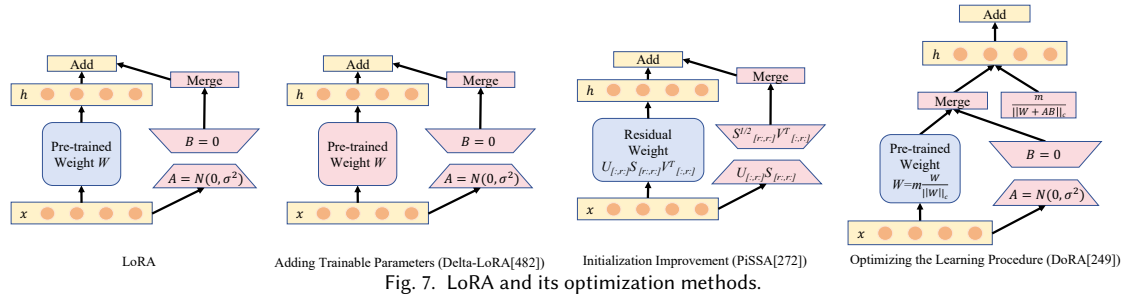 Add
Merge
h
Pre-trained
Weight W
B = 0
A = N(0, σ²)
x
LoRA
Add
Merge
h
Pre-trained
Weight W
B = 0
A = N(0, σ²)
x
Adding Trainable Parameters (Delta-LoRA[482])
Add
Merge
h
Residual
Weight
U[:,r:]S[r:,r:]V^T[:,r:]
S^1/2[r:,r:]V^T[:,r:]
U[:,r:]S[r:,r:]
x
Initialization Improvement (PiSSA[272])
Add
h
Merge
m
||W + AB||c
Pre-trained
Weight
W=m W
||W||c
B = 0
A = N(0, σ²)
x
Optimizing the Learning Procedure (DoRA[249])
Fig. 7. LoRA and its optimization methods.